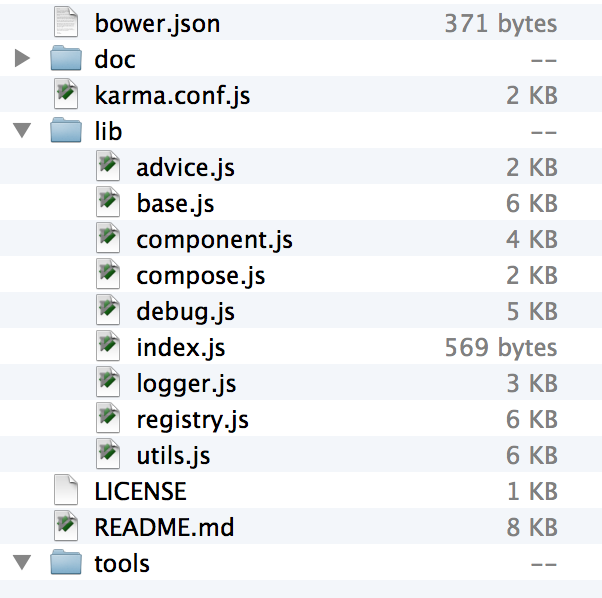 bower.json 371 bytes
doc --
karma.conf.js 2 KB
lib --
advice.js 2 KB
base.js 6 KB
component.js 4 KB
compose.js 2 KB
debug.js 5 KB
index.js 569 bytes
logger.js 3 KB
registry.js 6 KB
utils.js 6 KB
LICENSE 1 KB
README.md 8 KB
tools --